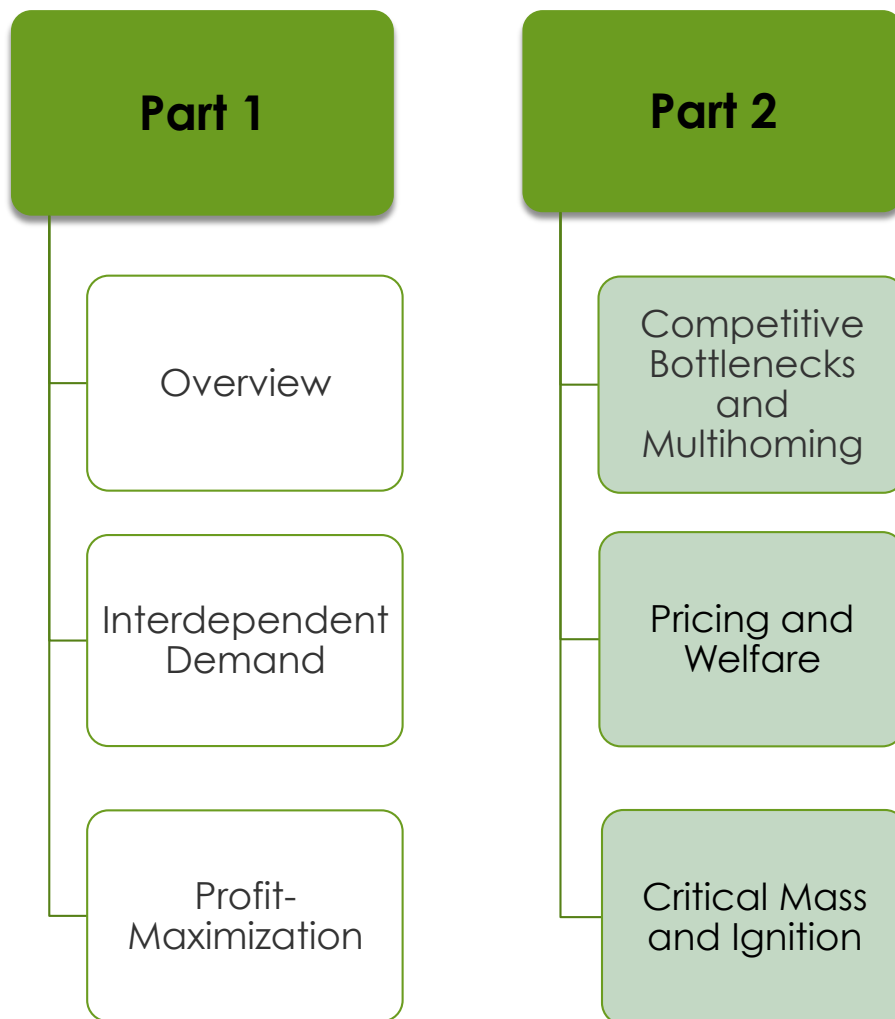 Part 1
Overview
Interdependent
Demand
Profit-
Maximization
Part 2
Competitive
Bottlenecks
and
Multihoming
Pricing and
Welfare
Critical Mass
and Ignition